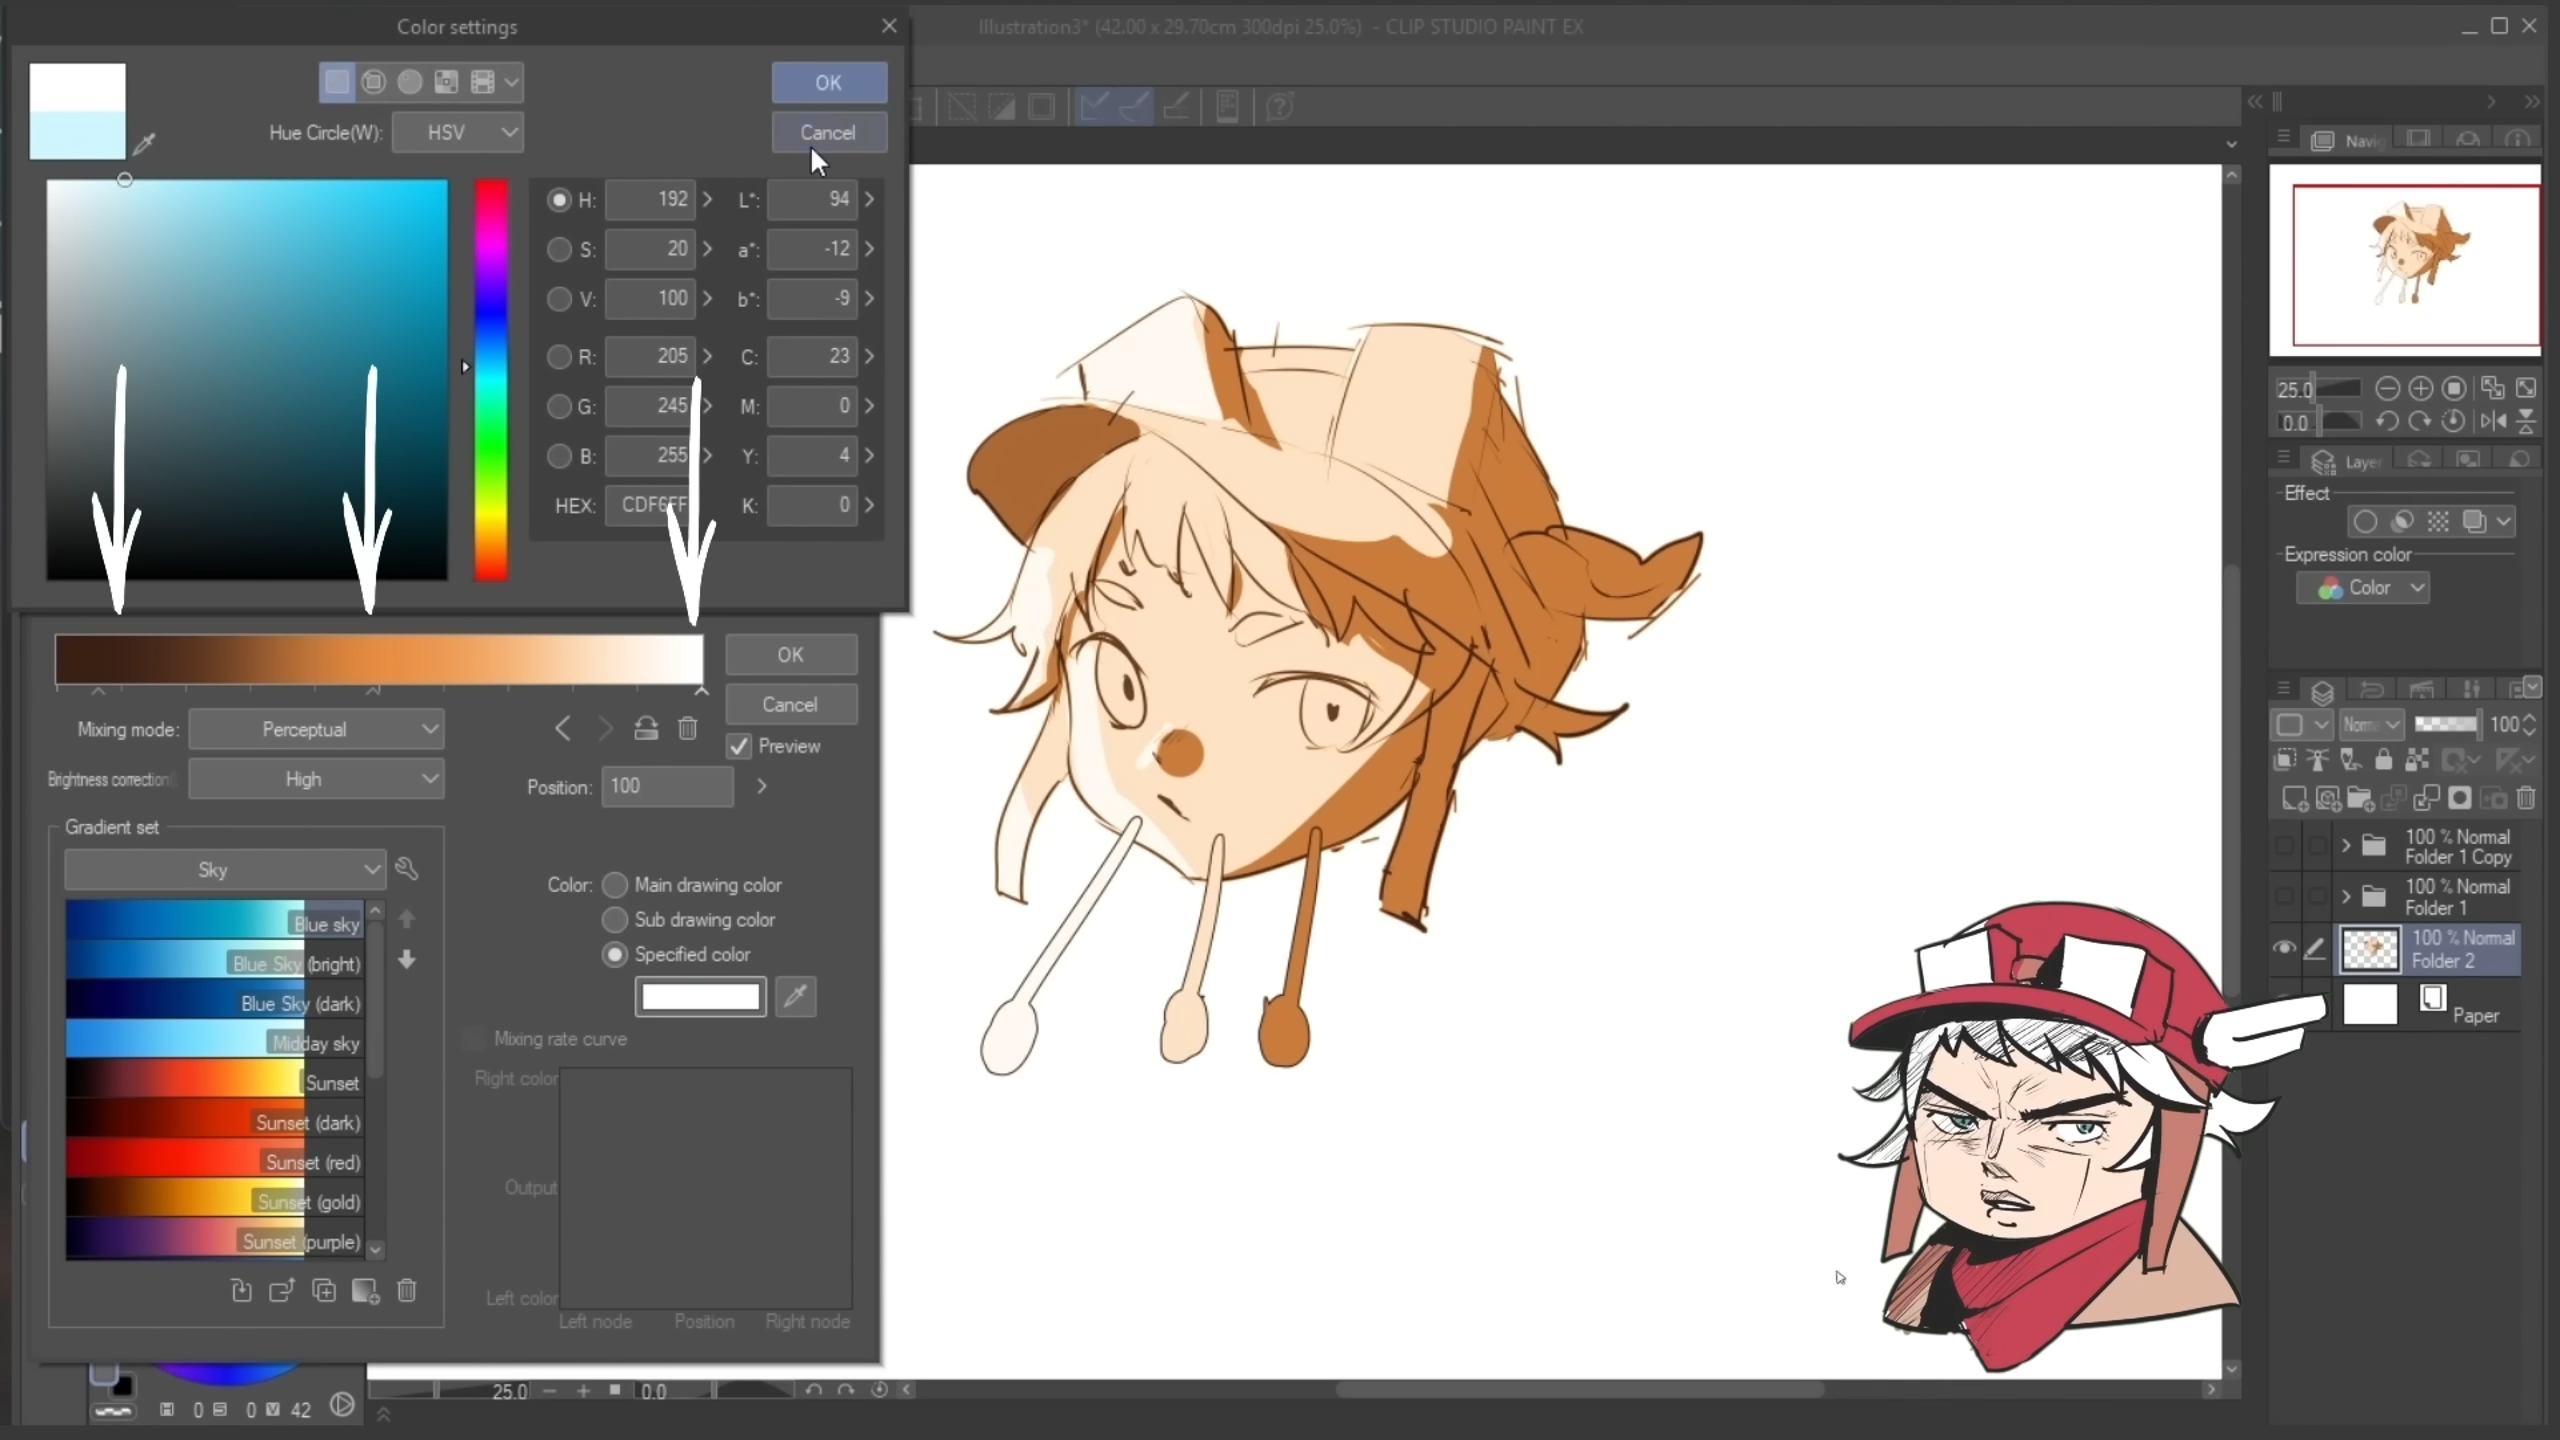 Color settings
Illustration3* (42.00 x 29.70cm 300dpi 25.0%) - CLIP STUDIO PAINT EX
OK
Hue Circle(W): HSV
Cancel
H: 192 L*: 94
S: 20 a*: -12
V: 100 b*: -9
R: 205 C: 23
G: 245 M: 0
B: 255 Y: 4
HEX: CDF6FF K: 0
OK
Cancel
Mixing mode: Perceptual
Preview
Brightness correction
High
Position: 100
Gradient set
Sky
Blue sky
Blue Sky (bright)
Blue Sky (dark)
Midday sky
Sunset
Sunset (dark)
Sunset (red)
Sunset (gold)
Sunset (purple)
Color: Main drawing color
Sub drawing color
Specified color
Mixing rate curve
Right color
Output
Left color
Left node Position Right node
0 S 0 V 42
25.0 0.0
Navig
25.0
0.0
Layer
Effect
Expression color
Color
Norm 100
100 % Normal
Folder 1 Copy
100 % Normal
Folder 1
100 % Normal
Folder 2
Paper